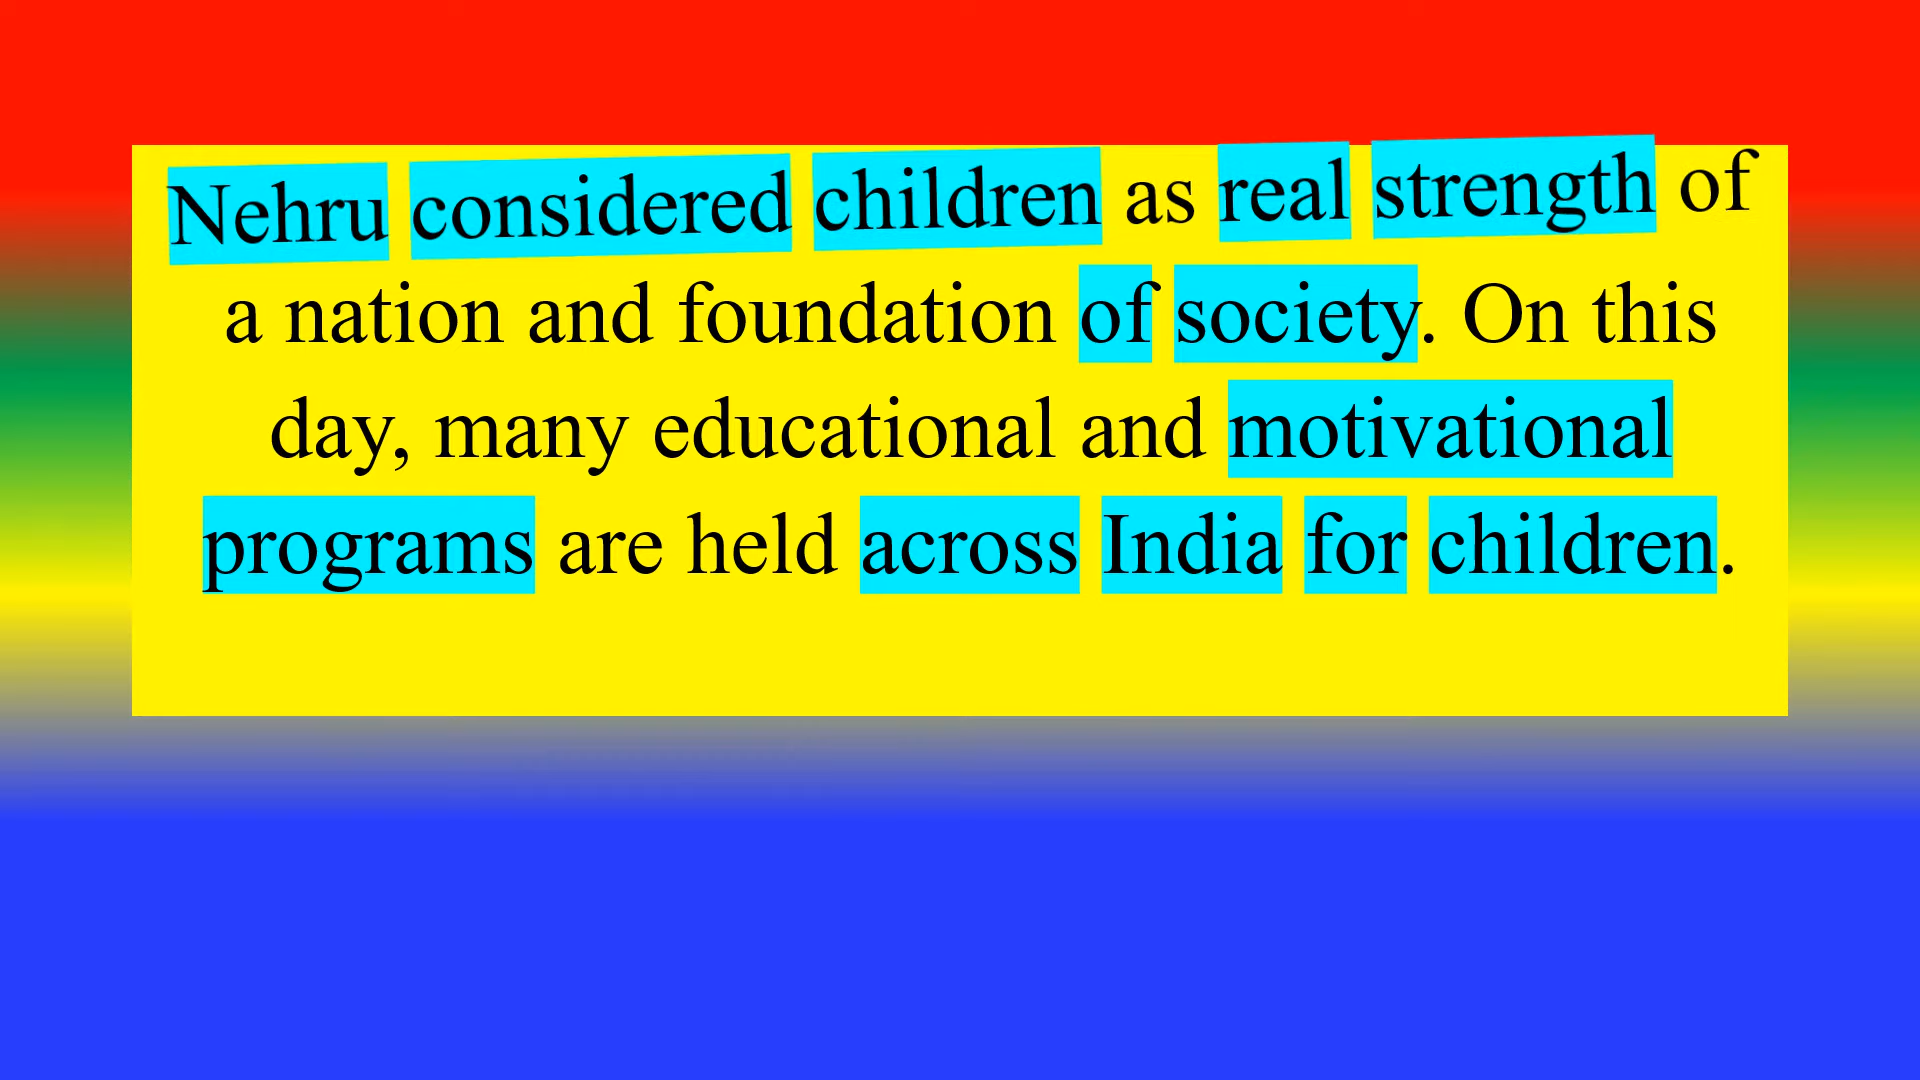 Nehru considered children as real strength of
a nation and foundation of society. On this
day, many educational and motivational
programs are held across India for children.